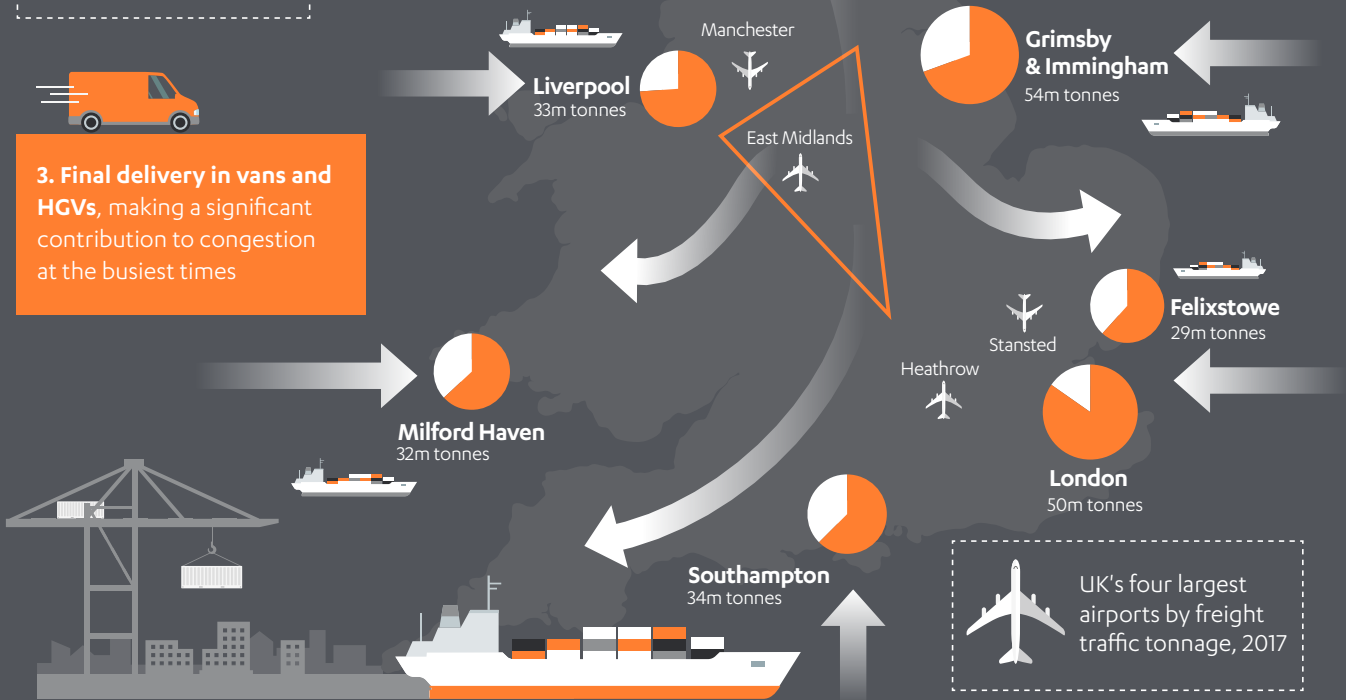 Manchester
Liverpool
33m tonnes
Grimsby
& Immingham
54m tonnes
East Midlands
3. Final delivery in vans and
HGVs, making a significant
contribution to congestion
at the busiest times
Felixstowe
29m tonnes
Stansted
Heathrow
Milford Haven
32m tonnes
London
50m tonnes
Southampton
34m tonnes
UK's four largest
airports by freight
traffic tonnage, 2017